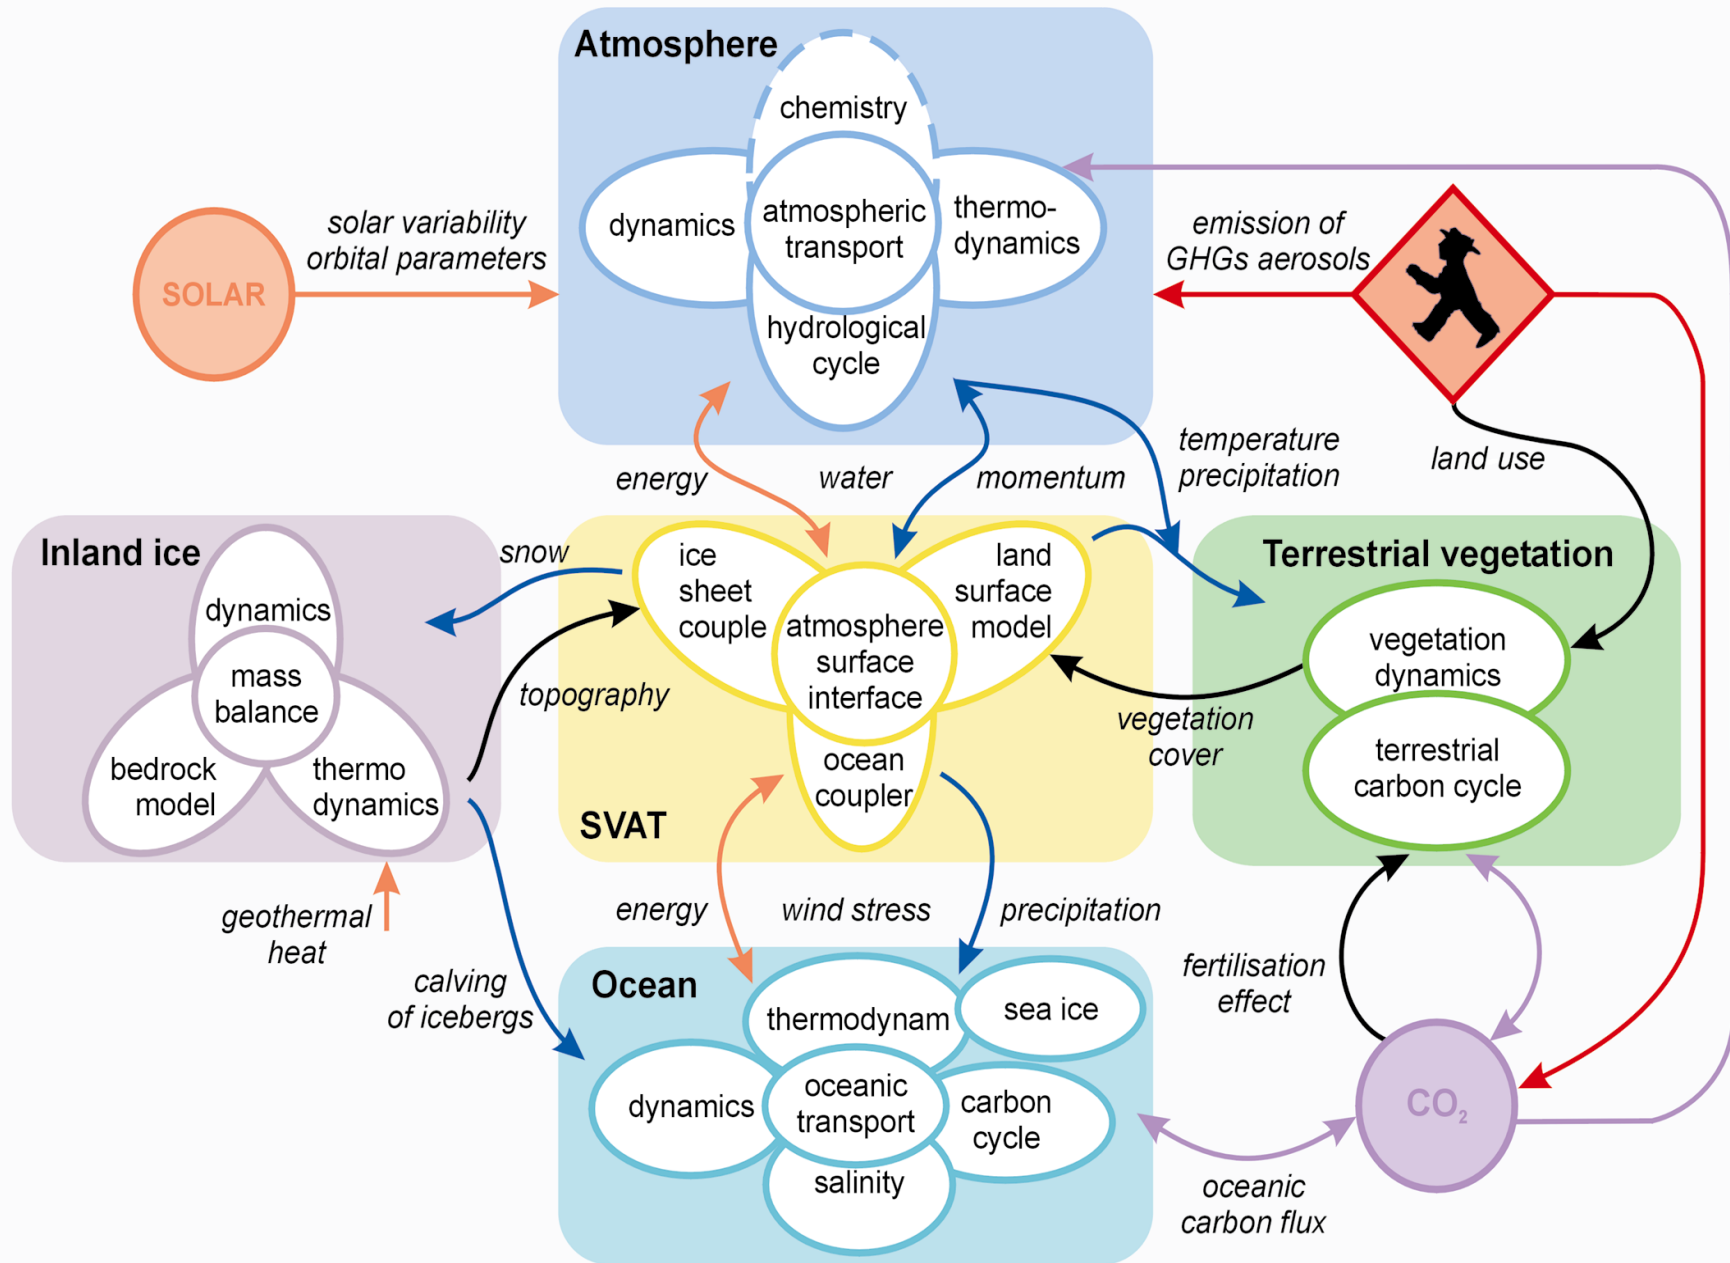 Atmosphere
chemistry
dynamics
atmospheric
transport
thermo-
dynamics
hydrological
cycle
SOLAR
solar variability
orbital parameters
emission of
GHGs aerosols
energy
water
momentum
temperature
precipitation
land use
Inland ice
dynamics
mass
balance
bedrock
model
thermo
dynamics
snow
topography
geothermal
heat
calving
of icebergs
ice
sheet
couple
atmosphere
surface
interface
land
surface
model
ocean
coupler
SVAT
vegetation
cover
Terrestrial vegetation
vegetation
dynamics
terrestrial
carbon cycle
energy
wind stress
precipitation
fertilisation
effect
Ocean
thermodynam
sea ice
dynamics
oceanic
transport
carbon
cycle
salinity
CO₂
oceanic
carbon flux